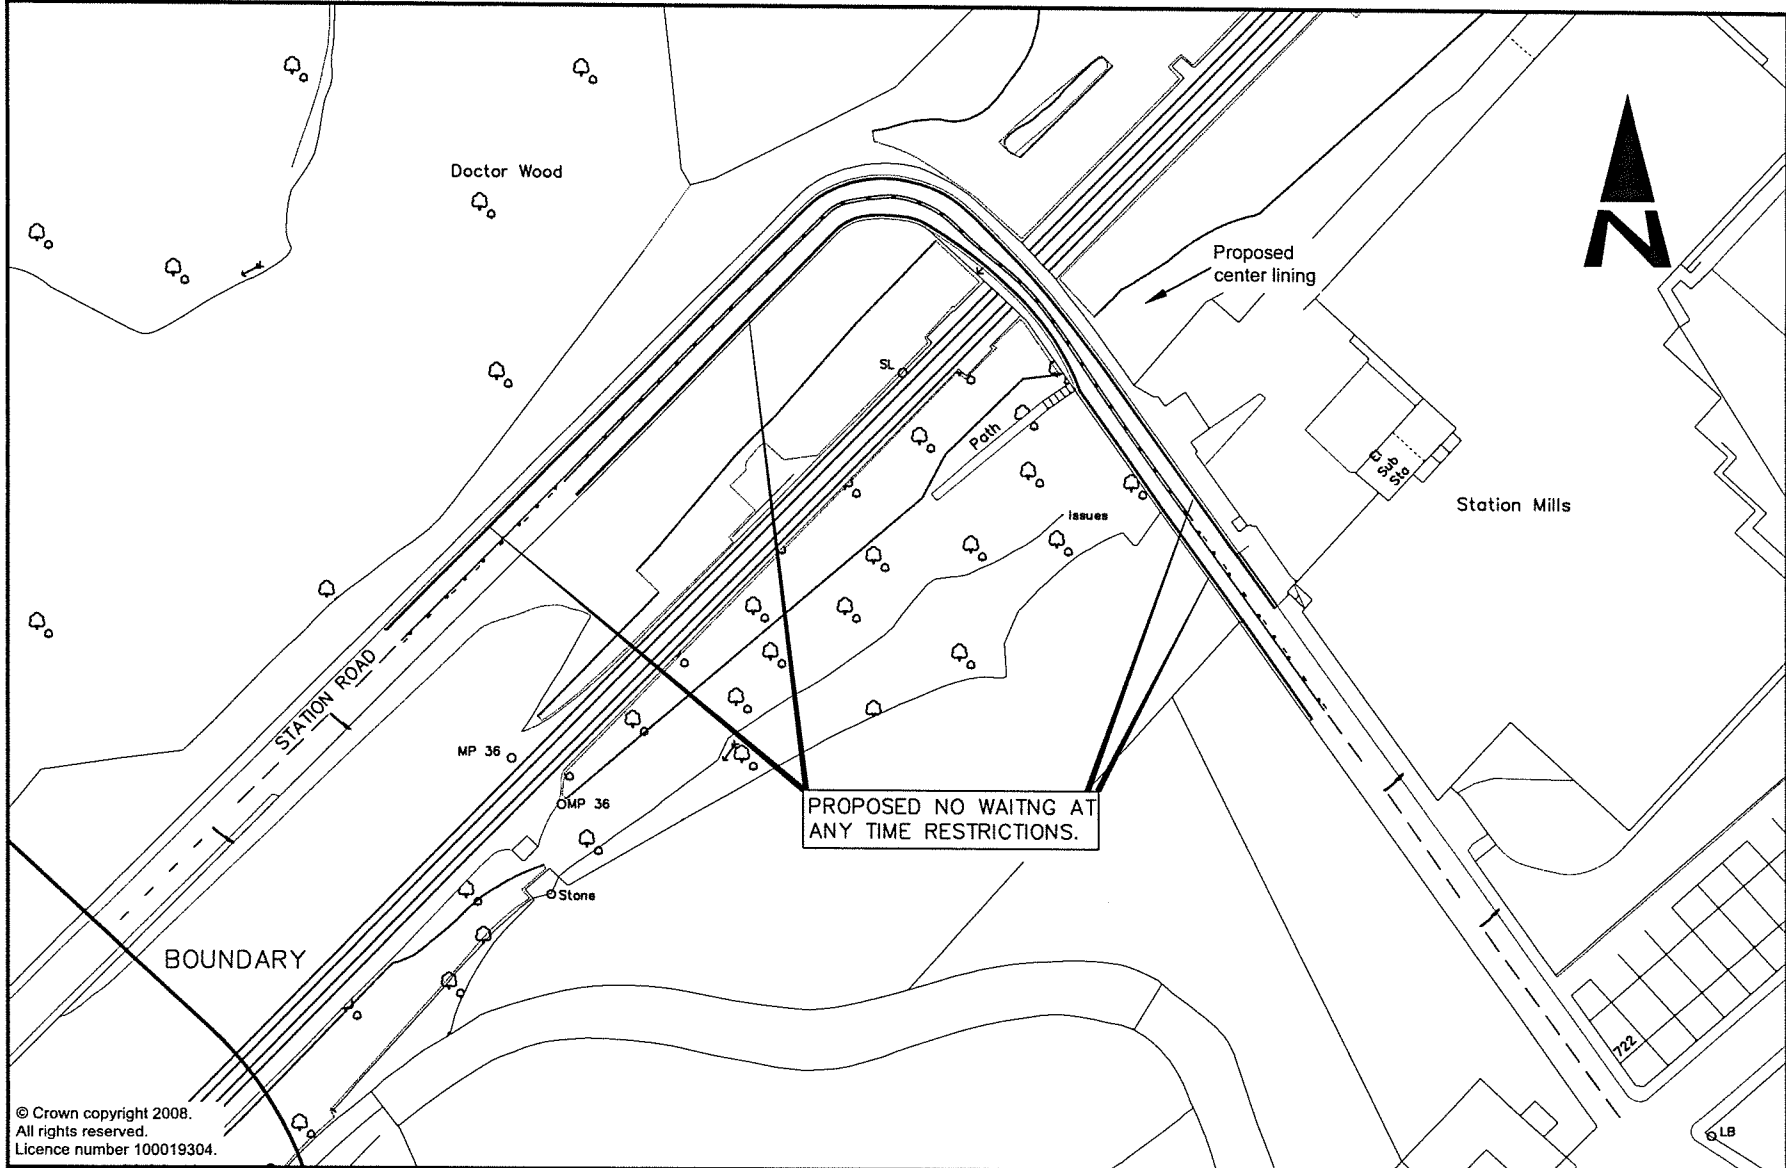 Doctor Wood
N
Proposed
center lining
SL
Path
Issues
El
Sub
Sta
Station Mills
STATION ROAD
MP 36
MP 36
PROPOSED NO WAITNG AT
ANY TIME RESTRICTIONS.
Stone
BOUNDARY
722
LB
© Crown copyright 2008.
All rights reserved.
Licence number 100019304.